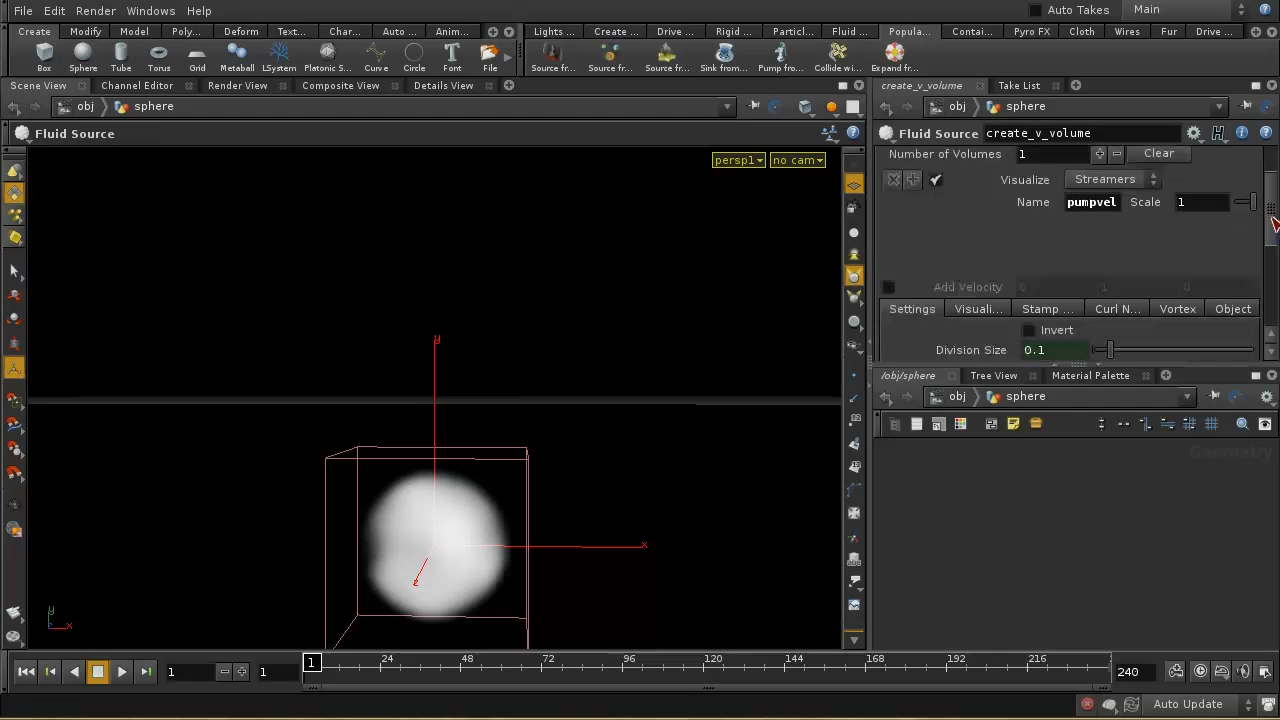 File Edit Render Windows Help Auto Takes Main
Create Modify Model Poly... Deform Text... Char... Auto ... Anim... Lights ... Create ... Drive ... Rigid ... Particl... Fluid ... Popula... Contai... Pyro FX Cloth Wires Fur Drive ...
Box Sphere Tube Torus Grid Metaball LSystem Platonic S... Curve Circle Font File Source fr... Source fr... Source fr... Sink from... Pump fro... Collide wi... Expand fr...
Scene View Channel Editor Render View Composite View Details View create_v_volume Take List
obj sphere obj sphere
Fluid Source Fluid Source create_v_volume
persp1 no cam
Number of Volumes 1 Clear
Visualize Streamers
Name pumpvel Scale 1
Add Velocity 0 1 0
Settings Visuali... Stamp ... Curl N... Vortex Object
Invert
Division Size 0.1
/obj/sphere Tree View Material Palette
obj sphere
Geometry
y
x
z
y
x
1 1 1 24 48 72 96 120 144 168 192 216 240
Auto Update